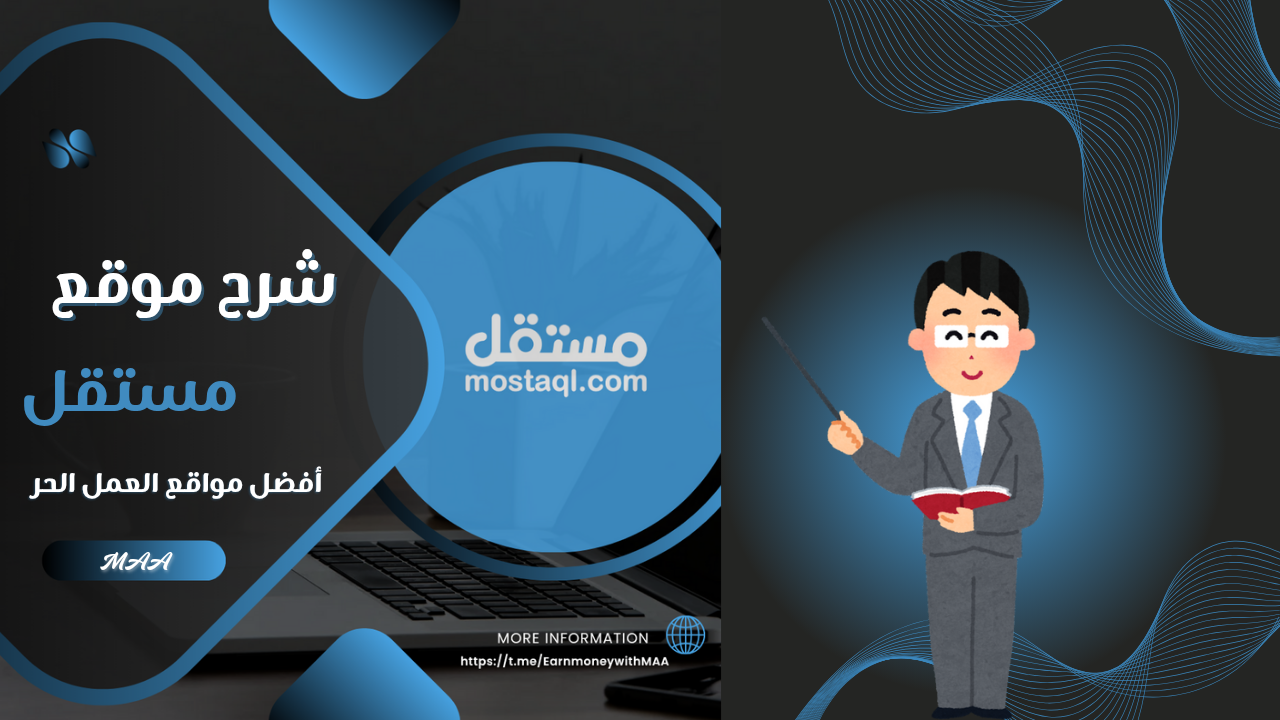 شرح موقع
مستقل
أفضل مواقع العمل الحر
MAA
مستقل
mostaql.com
MORE INFORMATION
https://t.me/EarnmoneywithMAA